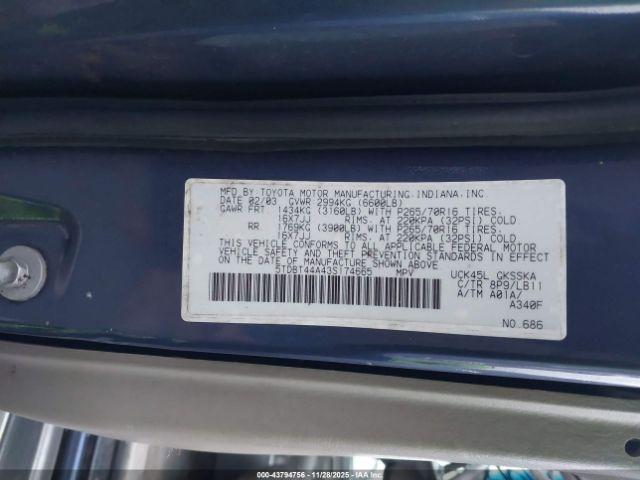 MFD BY TOYOTA MOTOR MANUFACTURING, INDIANA, INC
DATE 02/03 GVWR 2994KG (6600LB)
GAWR FRT. 1434KG (3160LB) WITH P265/70R16 TIRES.
16X7JJ RIMS. AT 220KPA (32PSI) COLD
RR 1769KG (3900LB) WITH P265/70R16 TIRES.
16X7JJ RIMS. AT 220KPA (32PSI) COLD
THIS VEHICLE CONFORMS TO ALL APPLICABLE FEDERAL MOTOR
VEHICLE SAFETY AND THEFT PREVENTION STANDARDS IN EFFECT
ON THE DATE OF MANUFACTURE SHOWN ABOVE.
5TDBT44A43S174665 MPV UCK45L GKSSKA
C/TR 8P9/LB11
A/TM A01A/
A340F
NO. 686
000-43794756 | 11/28/2025 | IAAI.COM